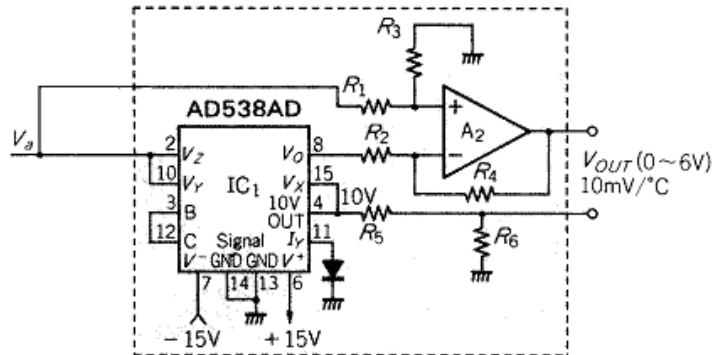 R3
R1
AD538AD
Va
2 VZ
VO 8
R2
+
A2
−
10 VY
IC1
VX 15
R4
VOUT(0～6V)
10mV/°C
3 B
10V
OUT 4
10V
R5
12 C
Signal
GND GND
IY 11
R6
V−
V+
7
14
13
6
−15V
+15V